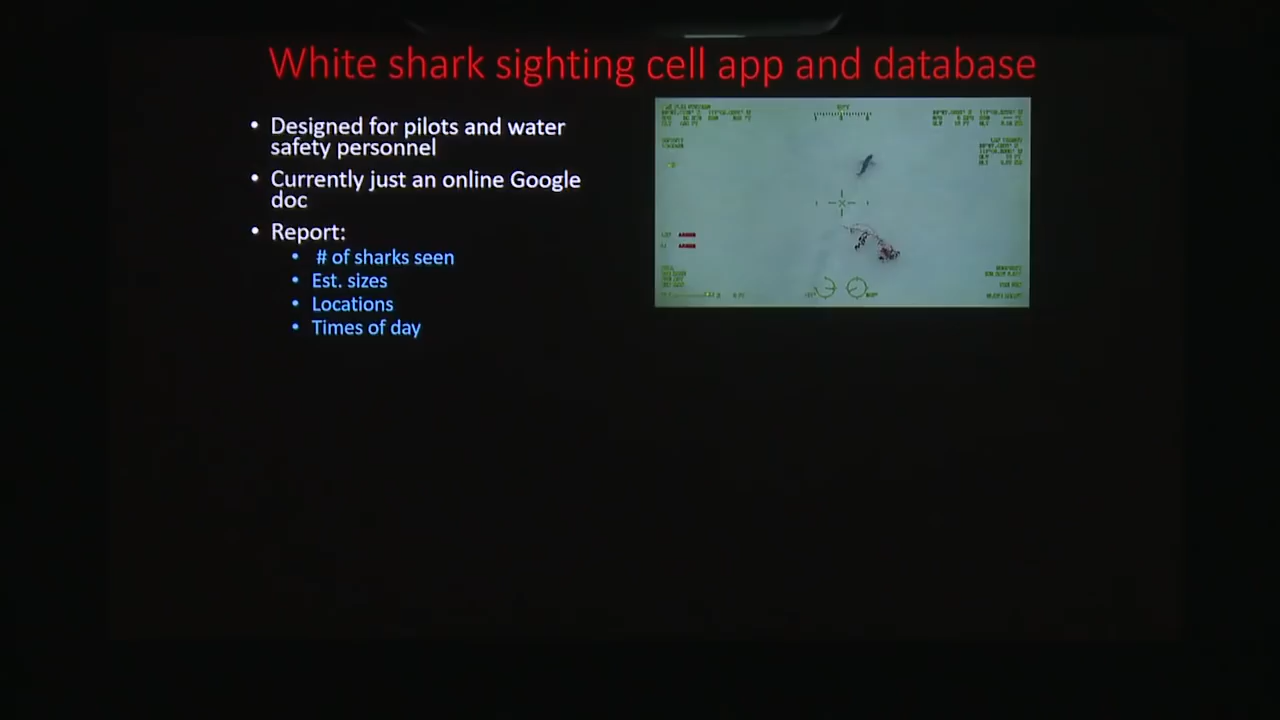 White shark sighting cell app and database
• Designed for pilots and water
safety personnel
• Currently just an online Google
doc
• Report:
• # of sharks seen
• Est. sizes
• Locations
• Times of day